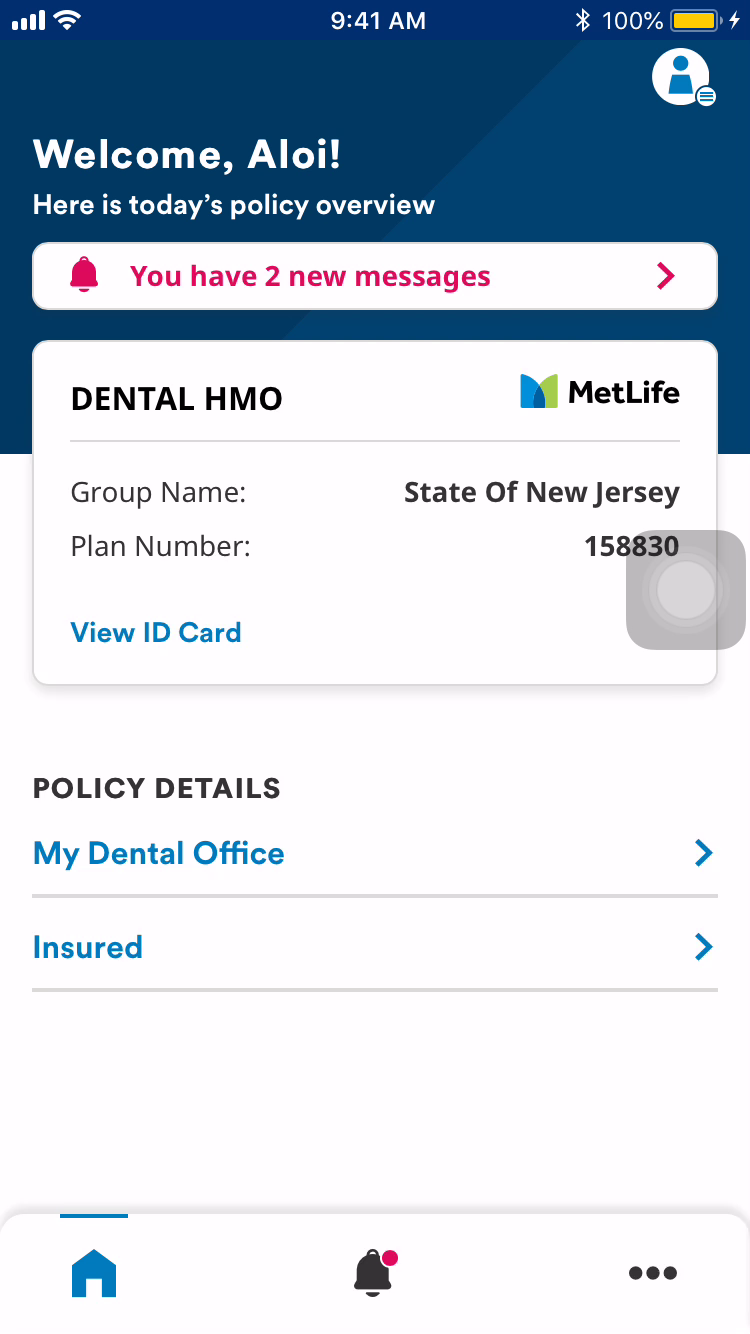 9:41 AM
100%
Welcome, Aloi!
Here is today's policy overview
You have 2 new messages
DENTAL HMO
MetLife
Group Name: State Of New Jersey
Plan Number: 158830
View ID Card
POLICY DETAILS
My Dental Office
Insured